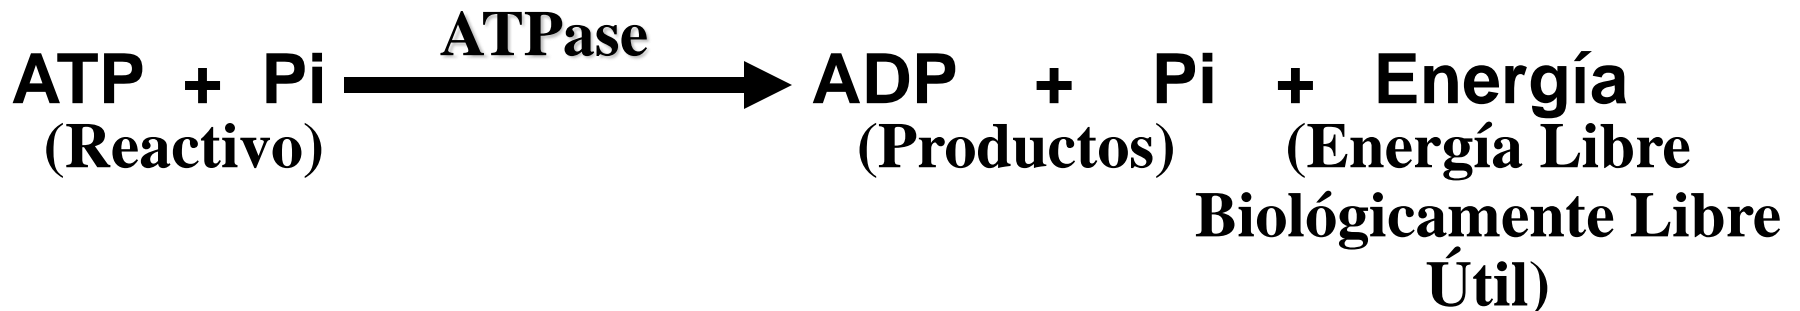 ATPase
ATP + Pi ADP + Pi + Energía
(Reactivo) (Productos) (Energía Libre
Biológicamente Libre
Útil)